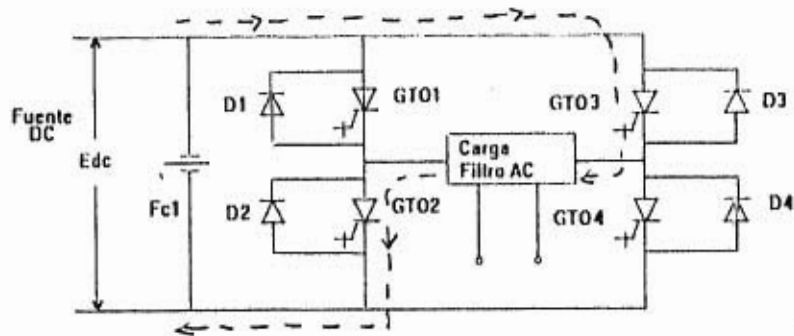 D1
GTO1
GTO3
D3
Fuente
DC
Edc
Carga
Filtro AC
Fc1
D2
GTO2
GTO4
D4